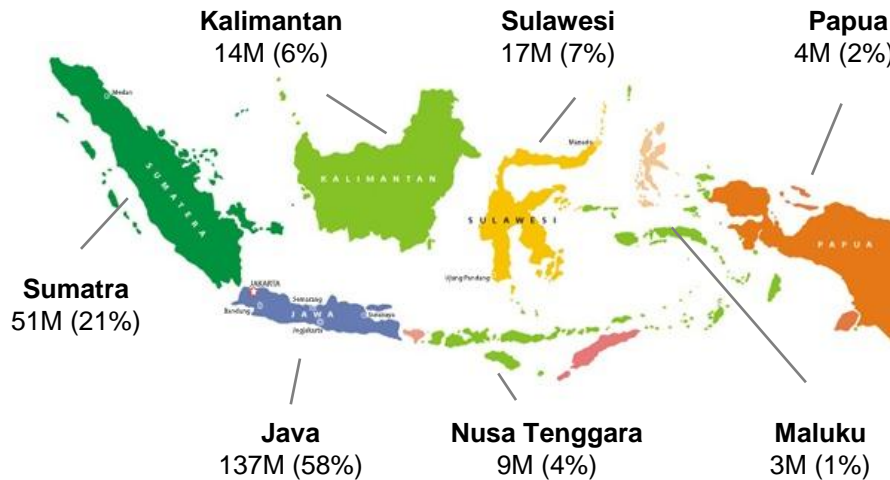 Kalimantan
14M (6%)
Sulawesi
17M (7%)
Papua
4M (2%)
Medan
Manado
KALIMANTAN
SUMATERA
SULAWESI
PAPUA
Ujung Pandang
Sumatra
51M (21%)
JAKARTA
Semarang
Bandung
JAWA
Surabaya
Jogjakarta
Java
137M (58%)
Nusa Tenggara
9M (4%)
Maluku
3M (1%)